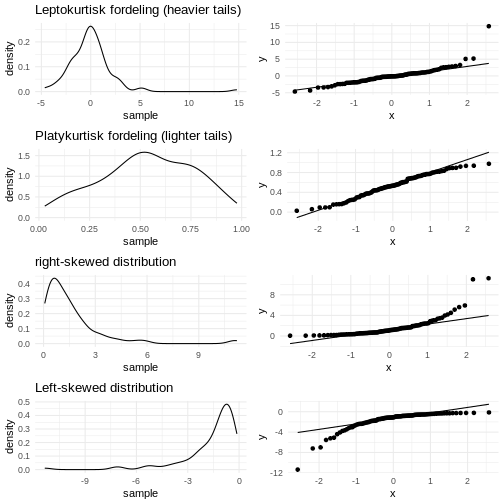 Leptokurtisk fordeling (heavier tails)
density
0.2
0.1
0.0
-5 0 5 10 15
sample
y
15
10
5
0
-5
-2 -1 0 1 2
x
Platykurtisk fordeling (lighter tails)
density
1.5
1.0
0.5
0.0
0.00 0.25 0.50 0.75 1.00
sample
y
1.2
0.8
0.4
0.0
-2 -1 0 1 2
x
right-skewed distribution
density
0.4
0.3
0.2
0.1
0.0
0 3 6 9
sample
y
8
4
0
-2 -1 0 1 2
x
Left-skewed distribution
density
0.5
0.4
0.3
0.2
0.1
0.0
-9 -6 -3 0
sample
y
0
-4
-8
-12
-2 -1 0 1 2
x